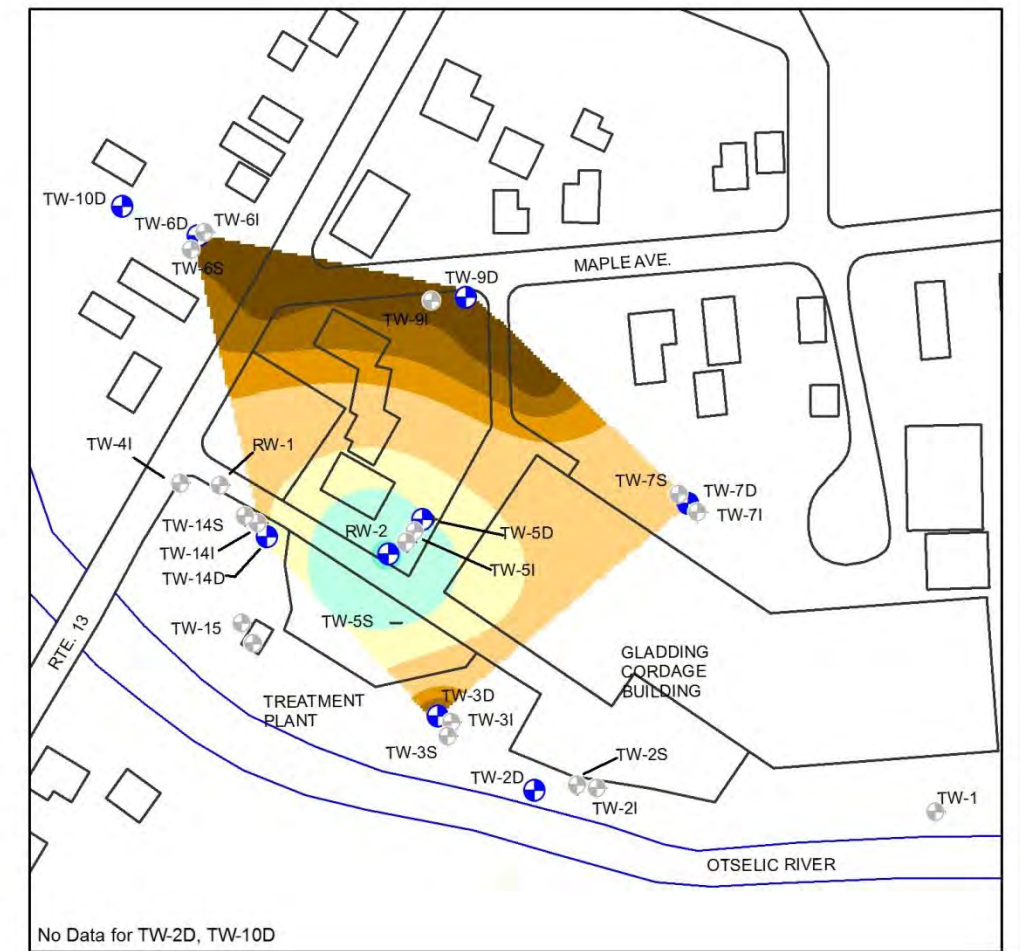 TW-10D
TW-6D
TW-6I
TW-6S
MAPLE AVE.
TW-9D
TW-9I
TW-4I
RW-1
TW-7S
TW-7D
TW-7I
TW-14S
TW-14I
TW-14D
RW-2
TW-5D
TW-5I
TW-5S
TW-15
RTE. 13
GLADDING
CORDAGE
BUILDING
TREATMENT
PLANT
TW-3D
TW-3I
TW-3S
TW-2S
TW-2D
TW-2I
TW-1
OTSELIC RIVER
No Data for TW-2D, TW-10D